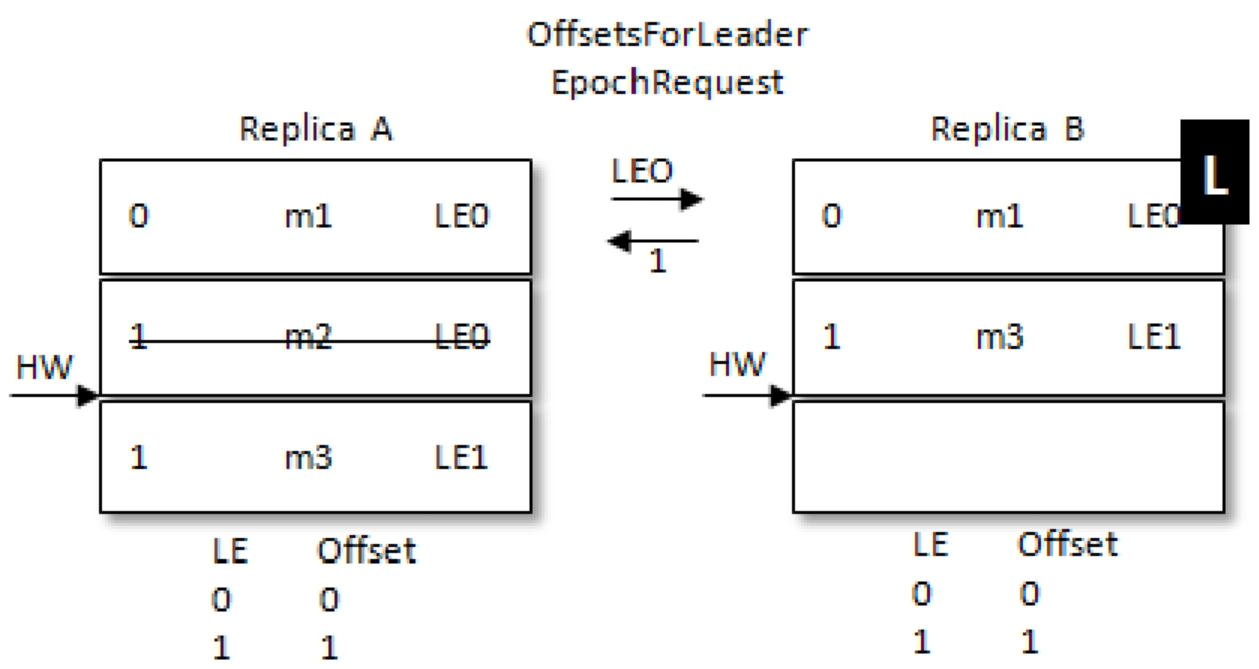 OffsetsForLeader
EpochRequest
Replica A
Replica B
L
0 m1 LE0
LEO
1
0 m1 LE0
1 m2 LE0
1 m3 LE1
HW
HW
1 m3 LE1
LE Offset
0 0
1 1
LE Offset
0 0
1 1